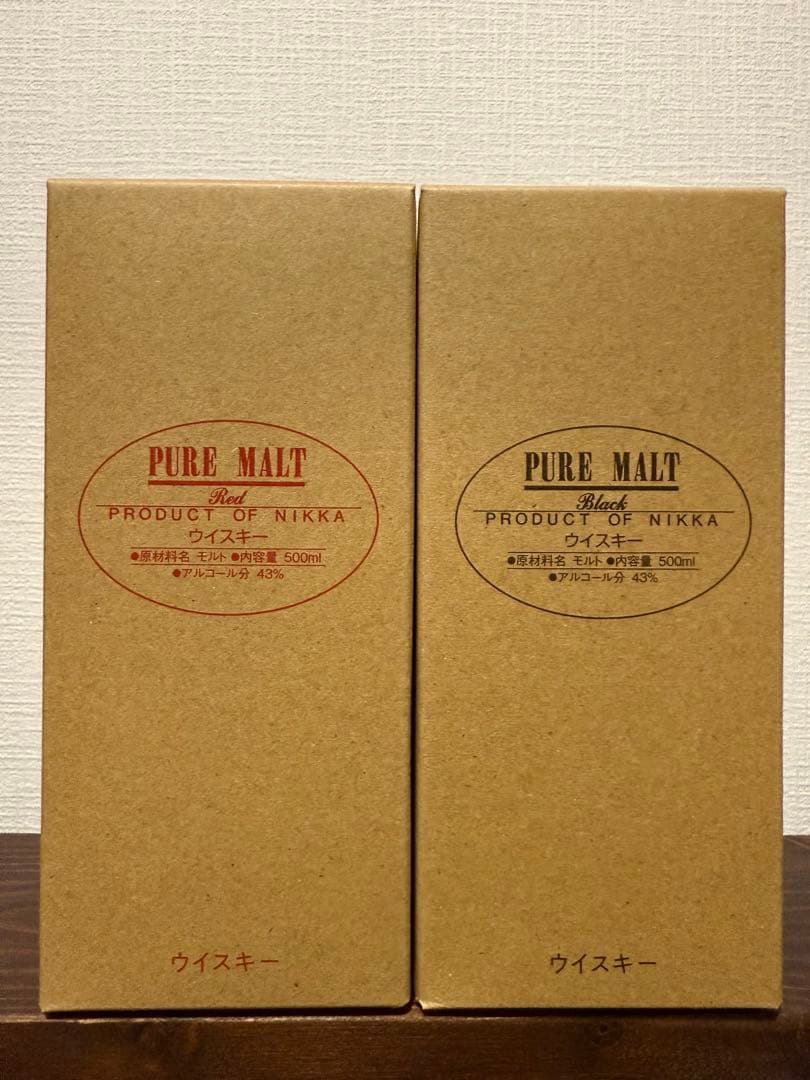 PURE MALT
Red
PRODUCT OF NIKKA
ウイスキー
●原材料名 モルト ●内容量 500ml
●アルコール分 43%
ウイスキー
PURE MALT
Black
PRODUCT OF NIKKA
ウイスキー
●原材料名 モルト ●内容量 500ml
●アルコール分 43%
ウイスキー